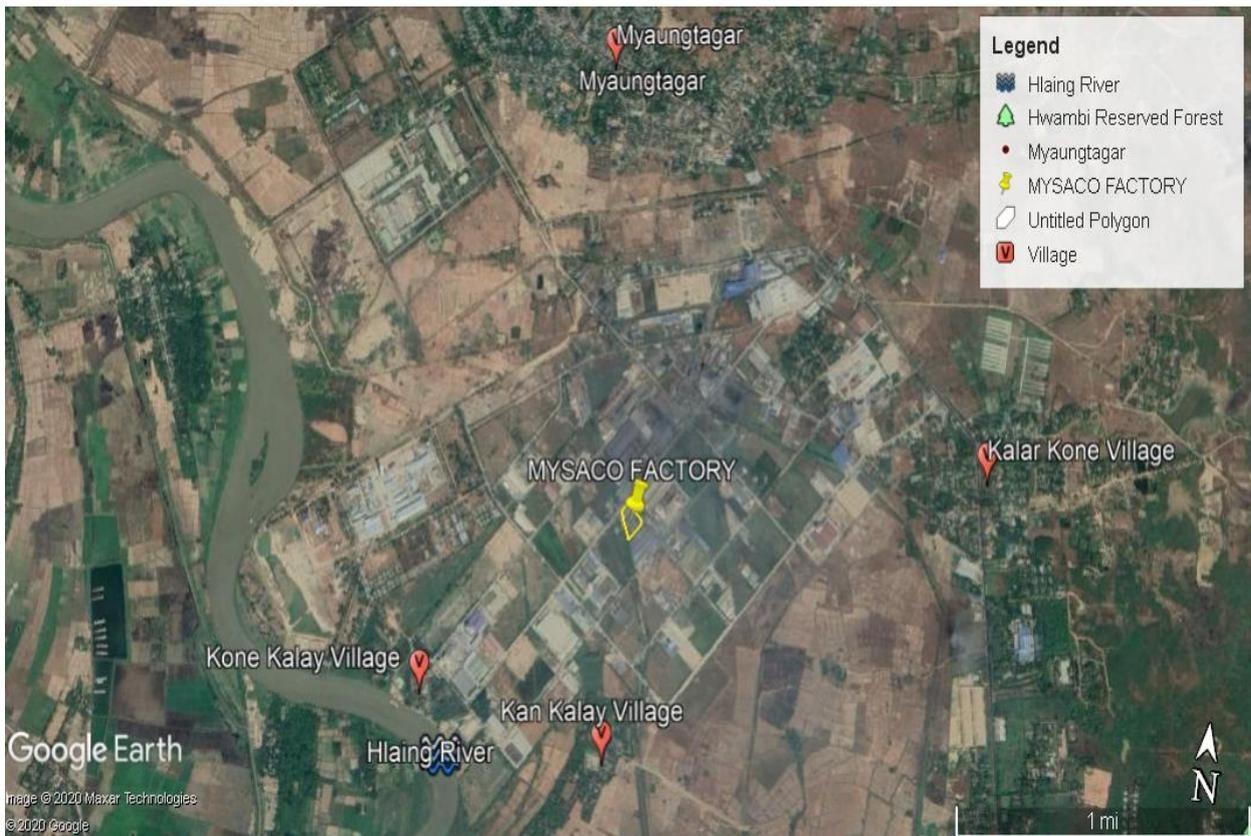 Myaungtagar
Myaungtagar
Legend
Hlaing River
Hwambi Reserved Forest
Myaungtagar
MYSACO FACTORY
Untitled Polygon
V Village
MYSACO FACTORY
Kalar Kone Village
Kone Kalay Village
V
Kan Kalay Village
V
Hlaing River
Google Earth
mage © 2020 Maxar Technologies
© 2020 Google
N
1 mi